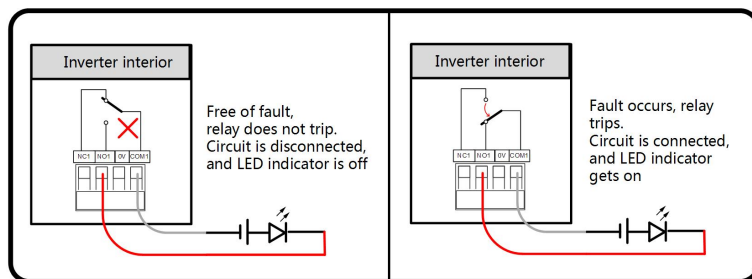 Inverter interior
Free of fault,
relay does not trip.
Circuit is disconnected,
and LED indicator is off
NC1 NO1 0V COM1
Inverter interior
Fault occurs, relay
trips.
Circuit is connected,
and LED indicator
gets on
NC1 NO1 0V COM1